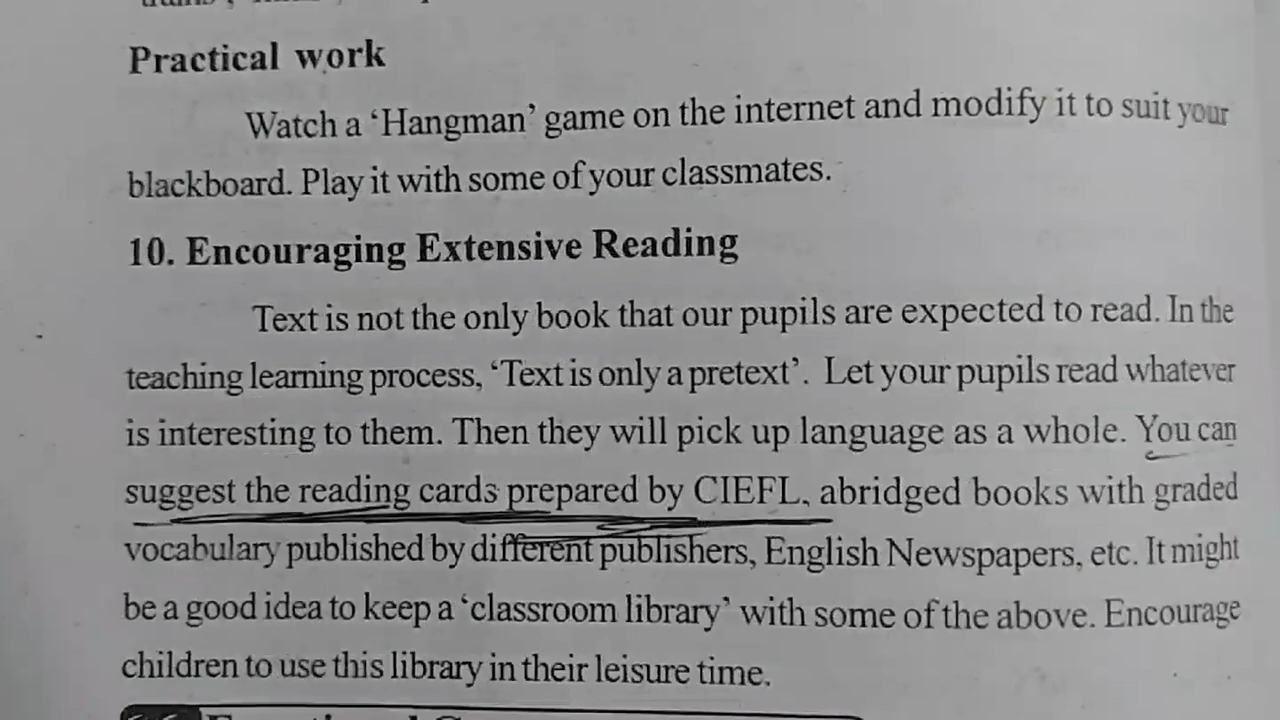 Practical work
Watch a ‘Hangman’ game on the internet and modify it to suit your
blackboard. Play it with some of your classmates.
10. Encouraging Extensive Reading
Text is not the only book that our pupils are expected to read. In the
teaching learning process, ‘Text is only a pretext’. Let your pupils read whatever
is interesting to them. Then they will pick up language as a whole. You can
suggest the reading cards prepared by CIEFL, abridged books with graded
vocabulary published by different publishers, English Newspapers, etc. It might
be a good idea to keep a ‘classroom library’ with some of the above. Encourage
children to use this library in their leisure time.